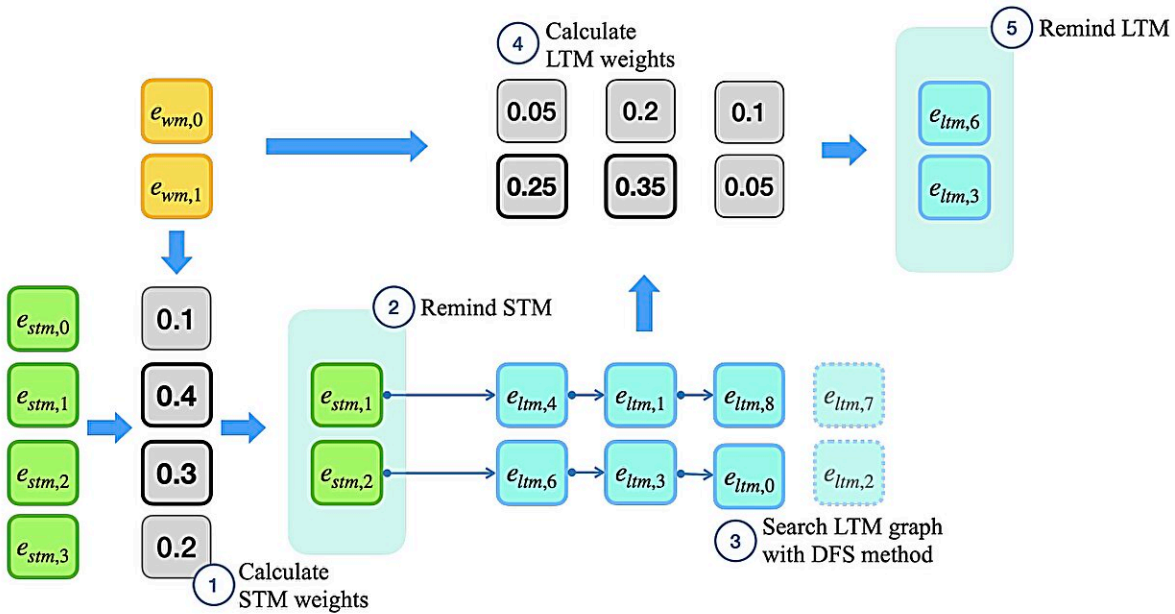 4 Calculate
LTM weights
5 Remind LTM
e_wm,0
e_wm,1
0.05 0.2 0.1
0.25 0.35 0.05
e_ltm,6
e_ltm,3
e_stm,0
e_stm,1
e_stm,2
e_stm,3
0.1
0.4
0.3
0.2
1 Calculate
STM weights
2 Remind STM
e_stm,1 e_ltm,4 e_ltm,1 e_ltm,8 e_ltm,7
e_stm,2 e_ltm,6 e_ltm,3 e_ltm,0 e_ltm,2
3 Search LTM graph
with DFS method